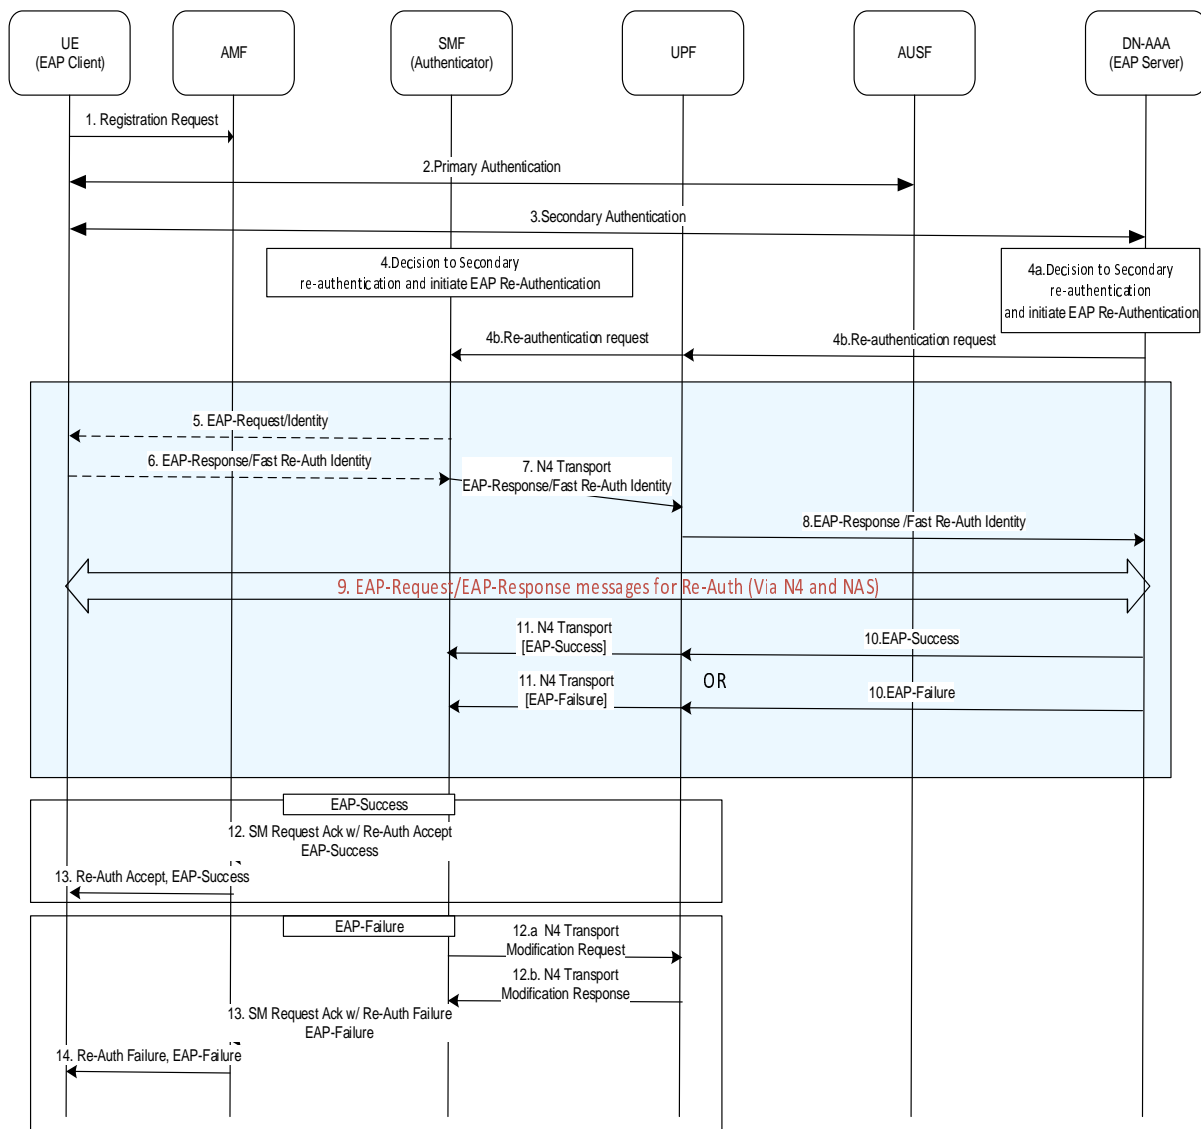 UE
(EAP Client)
AMF
SMF
(Authenticator)
UPF
AUSF
DN-AAA
(EAP Server)
1. Registration Request
2.Primary Authentication
3.Secondary Authentication
4.Decision to Secondary
re-authentication and initiate EAP Re-Authentication
4a.Decision to Secondary
re-authentication
and initiate EAP Re-Authentication
4b.Re-authentication request
4b.Re-authentication request
5. EAP-Request/Identity
6. EAP-Response/Fast Re-Auth Identity
7. N4 Transport
EAP-Response/Fast Re-Auth Identity
8.EAP-Response /Fast Re-Auth Identity
9. EAP-Request/EAP-Response messages for Re-Auth (Via N4 and NAS)
11. N4 Transport
[EAP-Success]
10.EAP-Success
OR
11. N4 Transport
[EAP-Failsure]
10.EAP-Failure
EAP-Success
12. SM Request Ack w/ Re-Auth Accept
EAP-Success
13. Re-Auth Accept, EAP-Success
EAP-Failure
12.a N4 Transport
Modification Request
12.b. N4 Transport
Modification Response
13. SM Request Ack w/ Re-Auth Failure
EAP-Failure
14. Re-Auth Failure, EAP-Failure